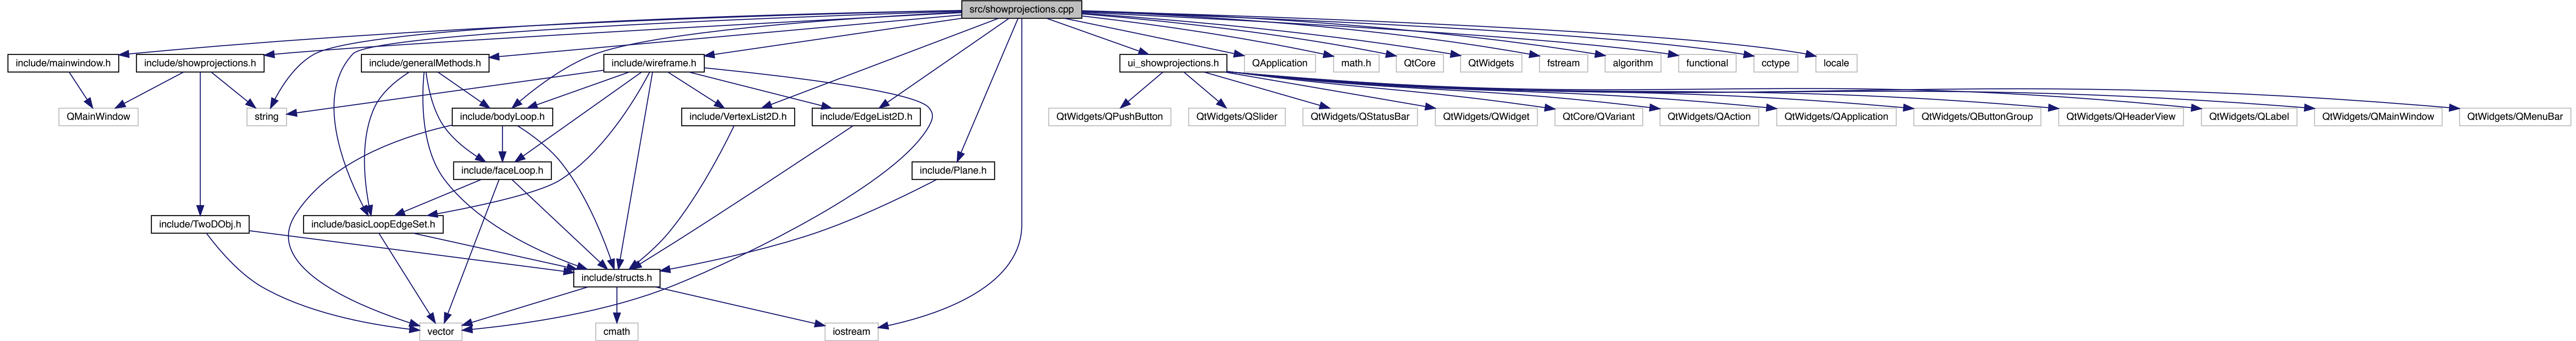 src/showprojections.cpp
include/mainwindow.h
include/showprojections.h
include/generalMethods.h
include/wireframe.h
ui_showprojections.h
QApplication
math.h
QtCore
QtWidgets
fstream
algorithm
functional
cctype
locale
QMainWindow
string
include/bodyLoop.h
include/VertexList2D.h
include/EdgeList2D.h
QtWidgets/QPushButton
QtWidgets/QSlider
QtWidgets/QStatusBar
QtWidgets/QWidget
QtCore/QVariant
QtWidgets/QAction
QtWidgets/QApplication
QtWidgets/QButtonGroup
QtWidgets/QHeaderView
QtWidgets/QLabel
QtWidgets/QMainWindow
QtWidgets/QMenuBar
include/faceLoop.h
include/Plane.h
include/TwoDObj.h
include/basicLoopEdgeSet.h
include/structs.h
vector
cmath
iostream